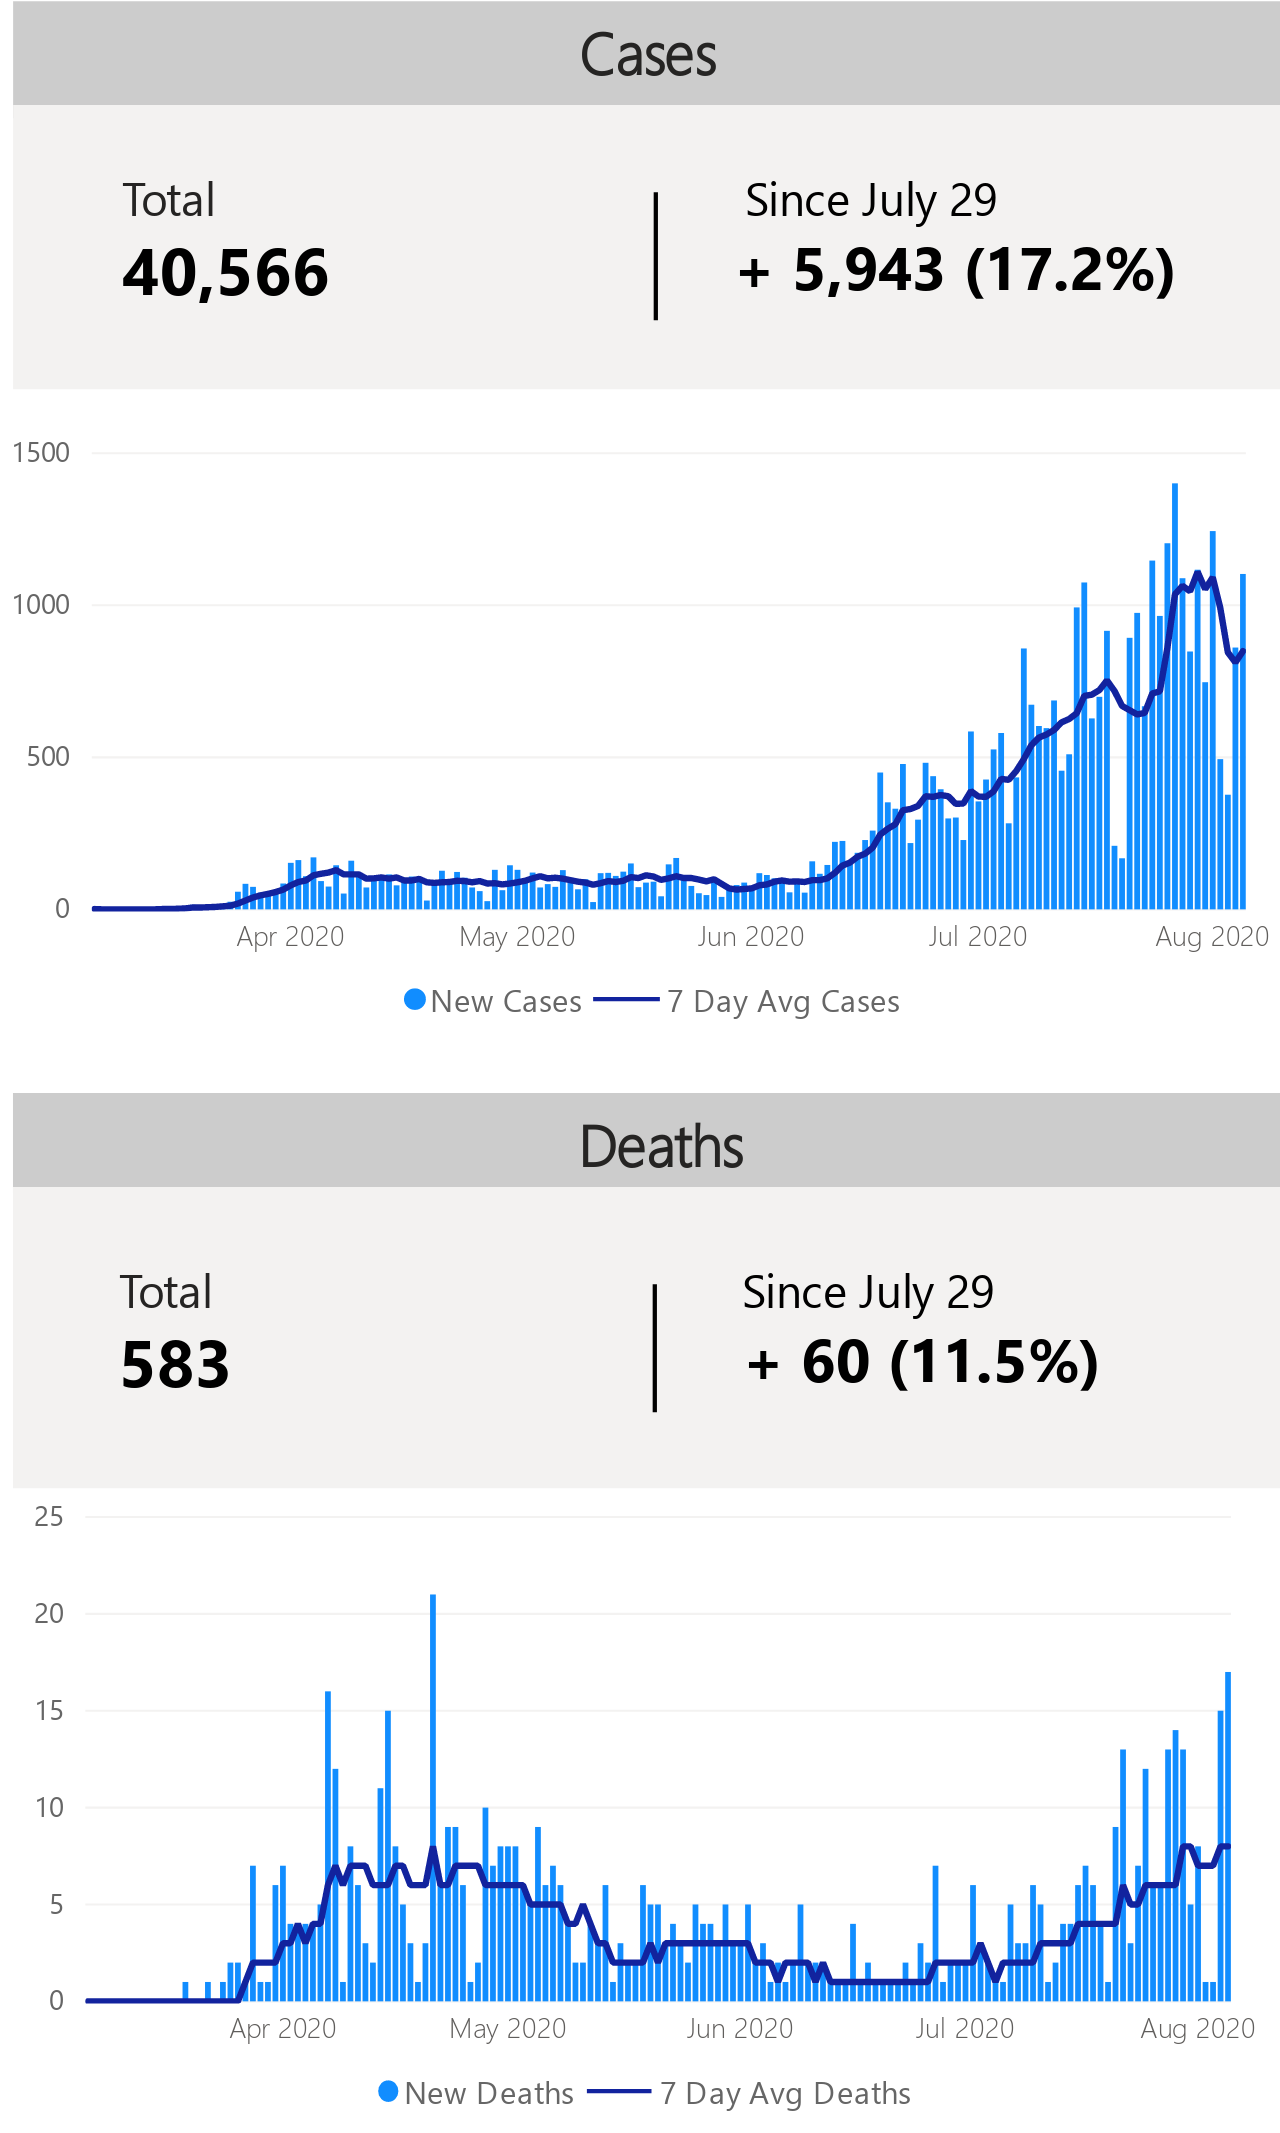 Cases
Total
Since July 29
40,566
+ 5,943 (17.2%)
1500
1000
500
0
Apr 2020
May 2020
Jun 2020
Jul 2020
Aug 2020
New Cases
7 Day Avg Cases
Deaths
Total
Since July 29
583
+ 60 (11.5%)
25
20
15
10
5
0
Apr 2020
May 2020
Jun 2020
Jul 2020
Aug 2020
New Deaths
7 Day Avg Deaths